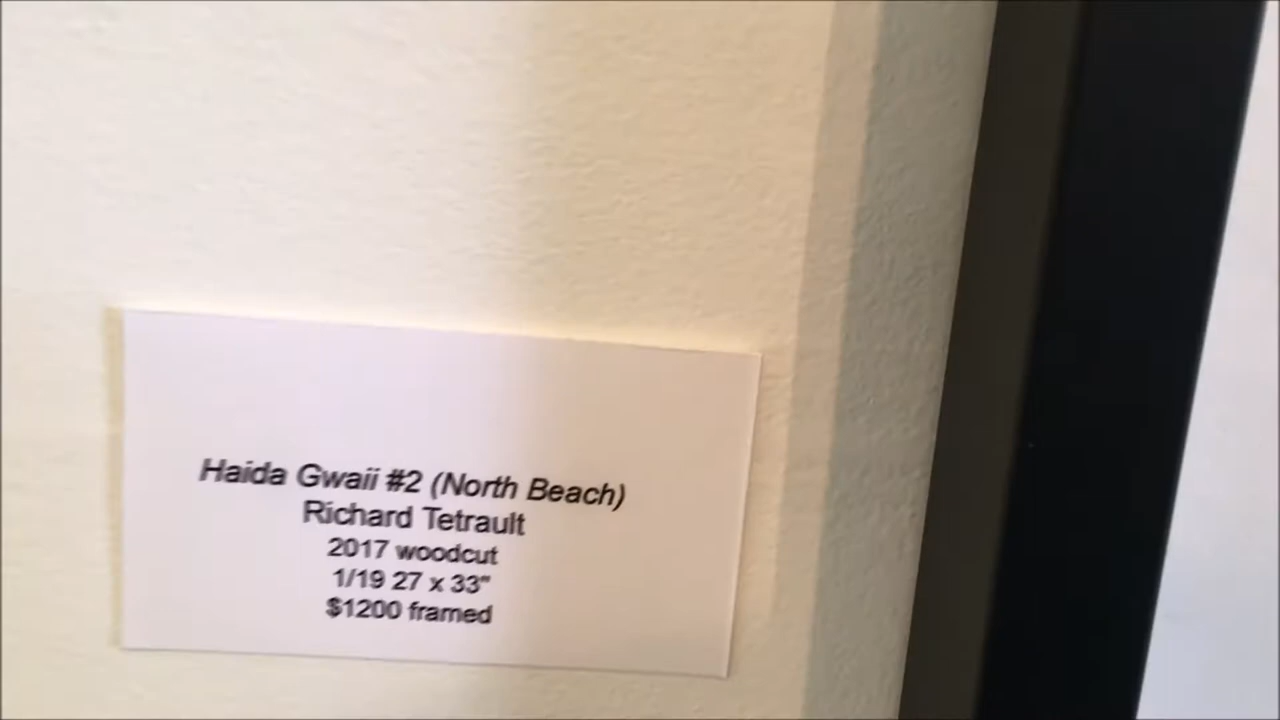 Haida Gwaii #2 (North Beach)
Richard Tetrault
2017 woodcut
1/19 27 x 33"
$1200 framed